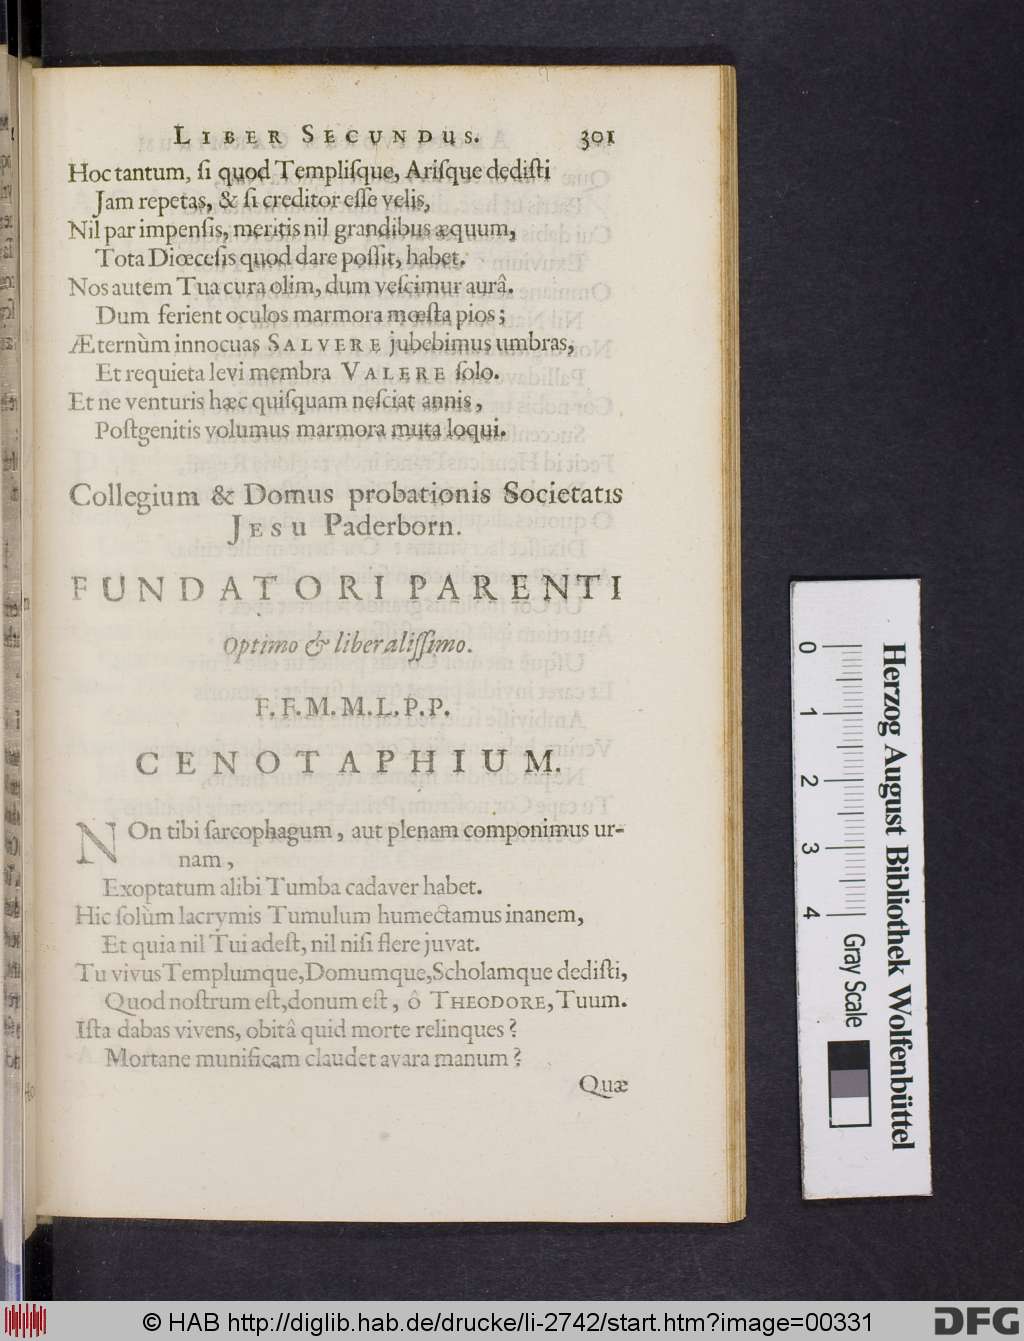 LIBER SECUNDUS. 301
Hoc tantum, ſi quod Templiſque, Ariſque dediſti
Jam repetas, & ſi creditor eſſe velis,
Nil par impenſis, meritis nil grandibus æquum,
Tota Diœceſis quod dare poſſit, habet.
Nos autem Tua cura olim, dum veſcimur aurâ.
Dum ferient oculos marmora mœſta pios;
Æternùm innocuas SALVERE jubebimus umbras,
Et requieta levi membra VALERE ſolo.
Et ne venturis hæc quiſquam neſciat annis,
Poſtgenitis volumus marmora muta loqui.
Collegium & Domus probationis Societatis
JESU Paderborn.
FUNDATORI PARENTI
Optimo & liberaliſſimo.
F. F. M. M. L. P. P.
CENOTAPHIUM.
NOn tibi ſarcophagum, aut plenam componimus ur-
nam,
Exoptatum alibi Tumba cadaver habet.
Hic ſolùm lacrymis Tumulum humectamus inanem,
Et quia nil Tui adeſt, nil niſi flere juvat.
Tu vivus Templumque, Domumque, Scholamque dediſti,
Quod noſtrum eſt, donum eſt, ô THEODORE, Tuum.
Iſta dabas vivens, obitâ quid morte relinques?
Mortane munificam claudet avara manum?
Quæ
0 1 2 3 4 Gray Scale
Herzog August Bibliothek Wolfenbüttel
© HAB http://diglib.hab.de/drucke/li-2742/start.htm?image=00331
DFG